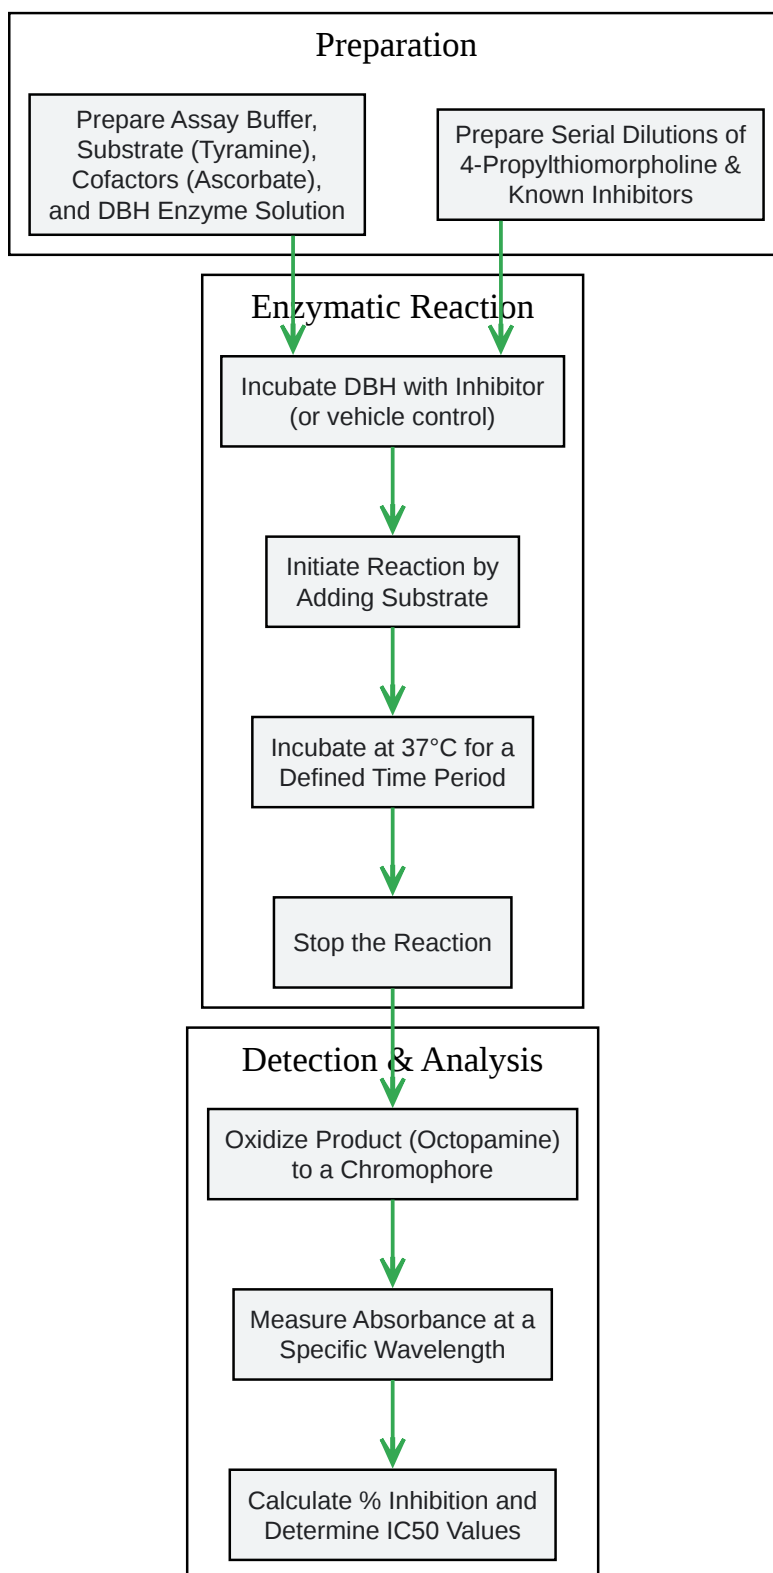 Preparation
Prepare Assay Buffer,
Substrate (Tyramine),
Cofactors (Ascorbate),
and DBH Enzyme Solution
Prepare Serial Dilutions of
4-Propylthiomorpholine &
Known Inhibitors
Enzymatic Reaction
Incubate DBH with Inhibitor
(or vehicle control)
Initiate Reaction by
Adding Substrate
Incubate at 37°C for a
Defined Time Period
Stop the Reaction
Detection & Analysis
Oxidize Product (Octopamine)
to a Chromophore
Measure Absorbance at a
Specific Wavelength
Calculate % Inhibition and
Determine IC50 Values